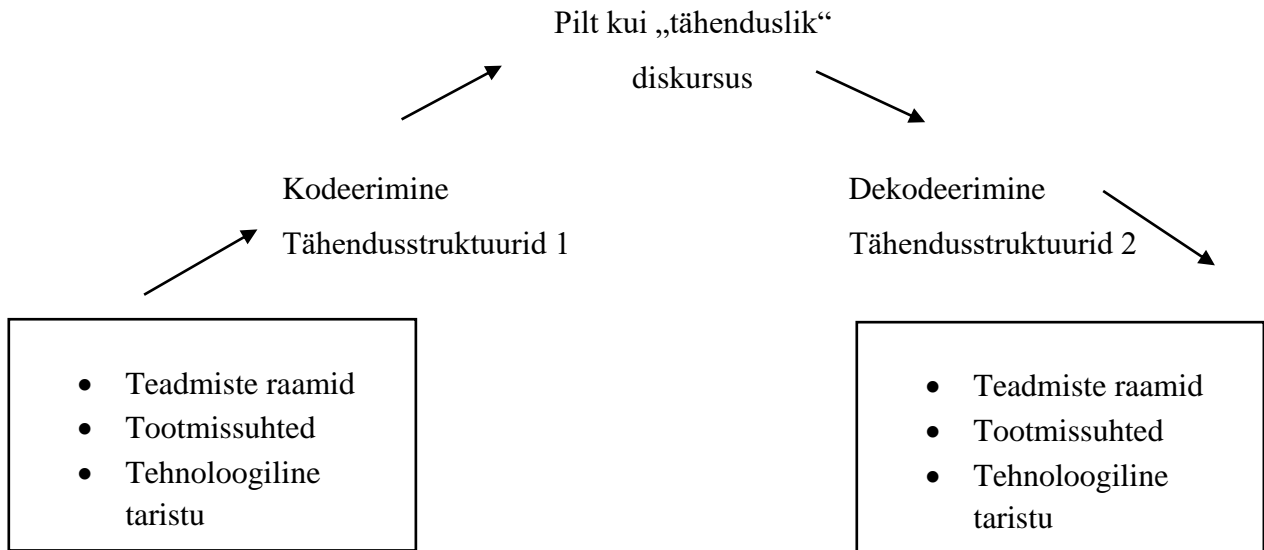 Pilt kui „tähenduslik“
diskursus
Kodeerimine
Tähendusstruktuurid 1
Dekodeerimine
Tähendusstruktuurid 2
• Teadmiste raamid
• Tootmissuhted
• Tehnoloogiline
taristu
• Teadmiste raamid
• Tootmissuhted
• Tehnoloogiline
taristu